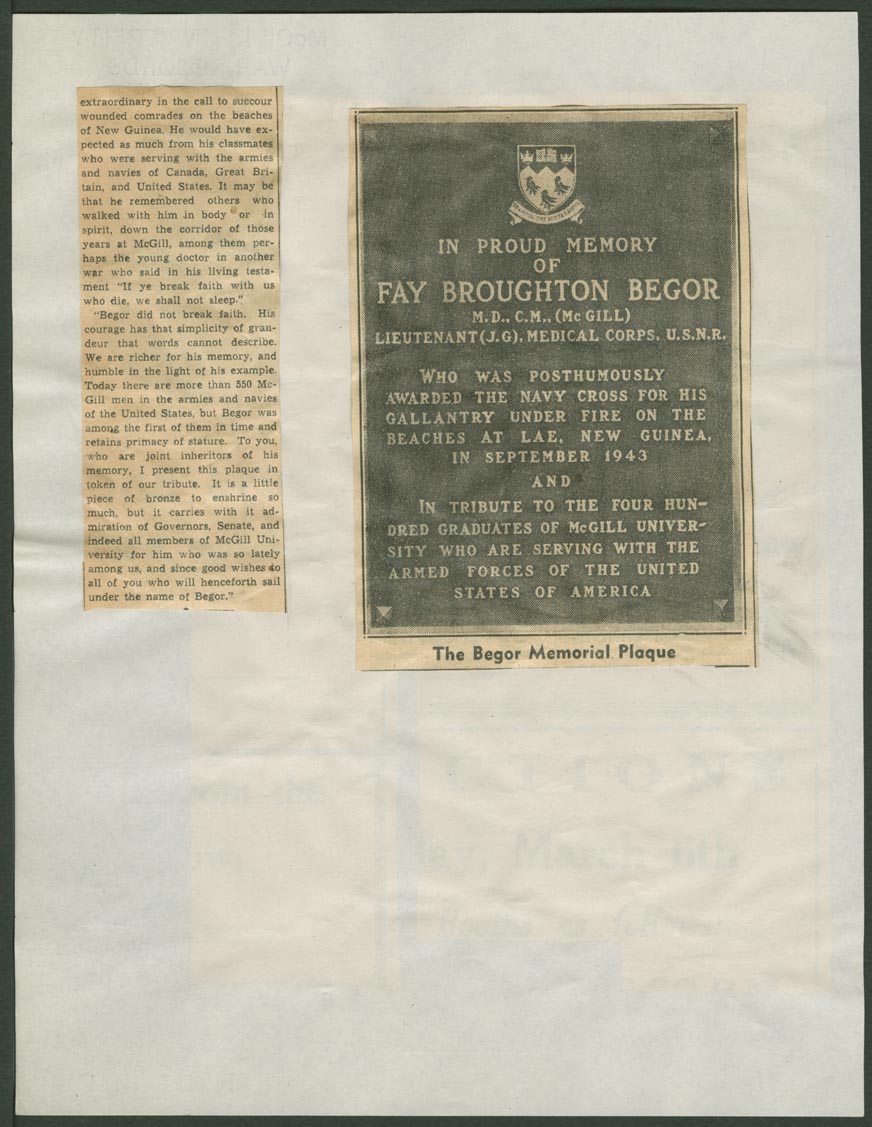 extraordinary in the call to succour
wounded comrades on the beaches
of New Guinea. He would have ex-
pected as much from his classmates
who were serving with the armies
and navies of Canada, Great Bri-
tain, and United States. It may be
that he remembered others who
walked with him in body or in
spirit, down the corridor of those
years at McGill, among them per-
haps the young doctor in another
war who said in his living testa-
ment "If ye break faith with us
who die, we shall not sleep."
"Begor did not break faith. His
courage has that simplicity of gran-
deur that words cannot describe.
We are richer for his memory, and
humble in the light of his example.
Today there are more than 550 Mc-
Gill men in the armies and navies
of the United States, but Begor was
among the first of them in time and
retains primacy of stature. To you,
who are joint inheritors of his
memory, I present this plaque in
token of our tribute. It is a little
piece of bronze to enshrine so
much, but it carries with it ad-
miration of Governors, Senate, and
indeed all members of McGill Uni-
versity for him who was so lately
among us, and since good wishes to
all of you who will henceforth sail
under the name of Begor."
IN PROUD MEMORY
OF
FAY BROUGHTON BEGOR
M.D., C.M., (McGILL)
LIEUTENANT (J.G), MEDICAL CORPS, U.S.N.R.
WHO WAS POSTHUMOUSLY
AWARDED THE NAVY CROSS FOR HIS
GALLANTRY UNDER FIRE ON THE
BEACHES AT LAE, NEW GUINEA,
IN SEPTEMBER 1943
AND
IN TRIBUTE TO THE FOUR HUN-
DRED GRADUATES OF McGILL UNIVER-
SITY WHO ARE SERVING WITH THE
ARMED FORCES OF THE UNITED
STATES OF AMERICA
The Begor Memorial Plaque